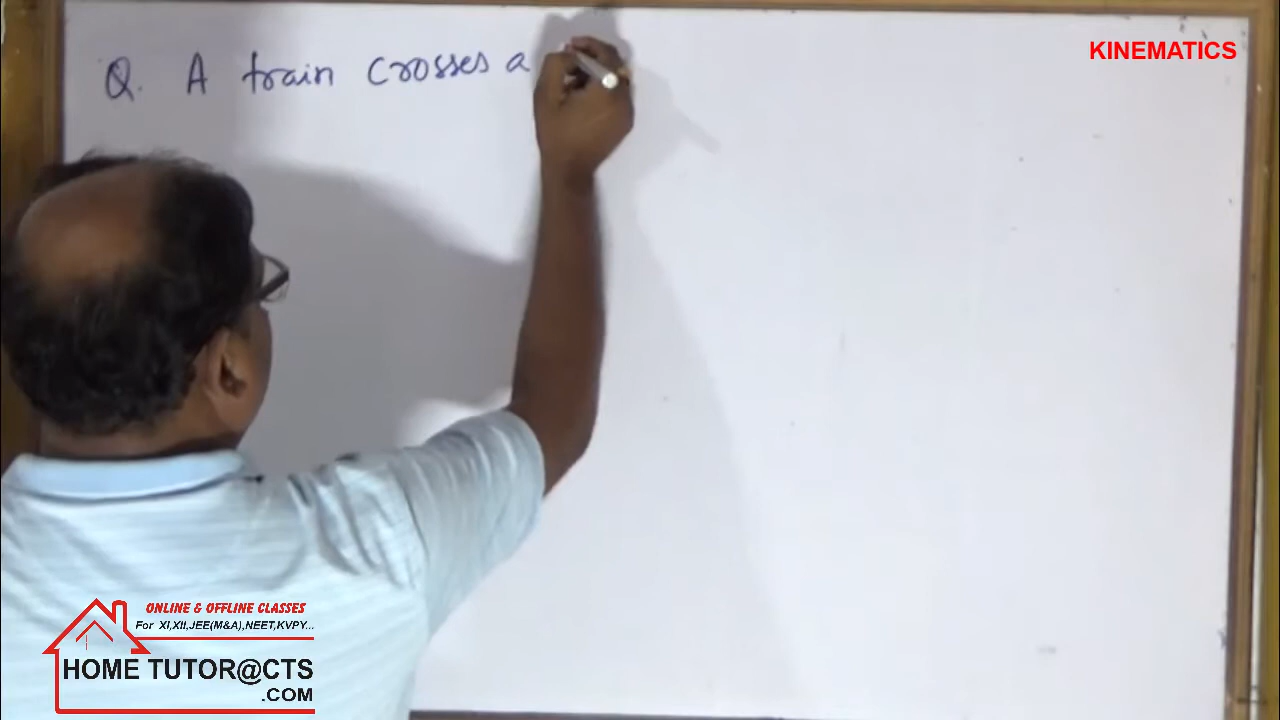 KINEMATICS
Q. A train crosses a
ONLINE & OFFLINE CLASSES
For XI,XII,JEE(M&A),NEET,KVPY...
HOME TUTOR@CTS
.COM